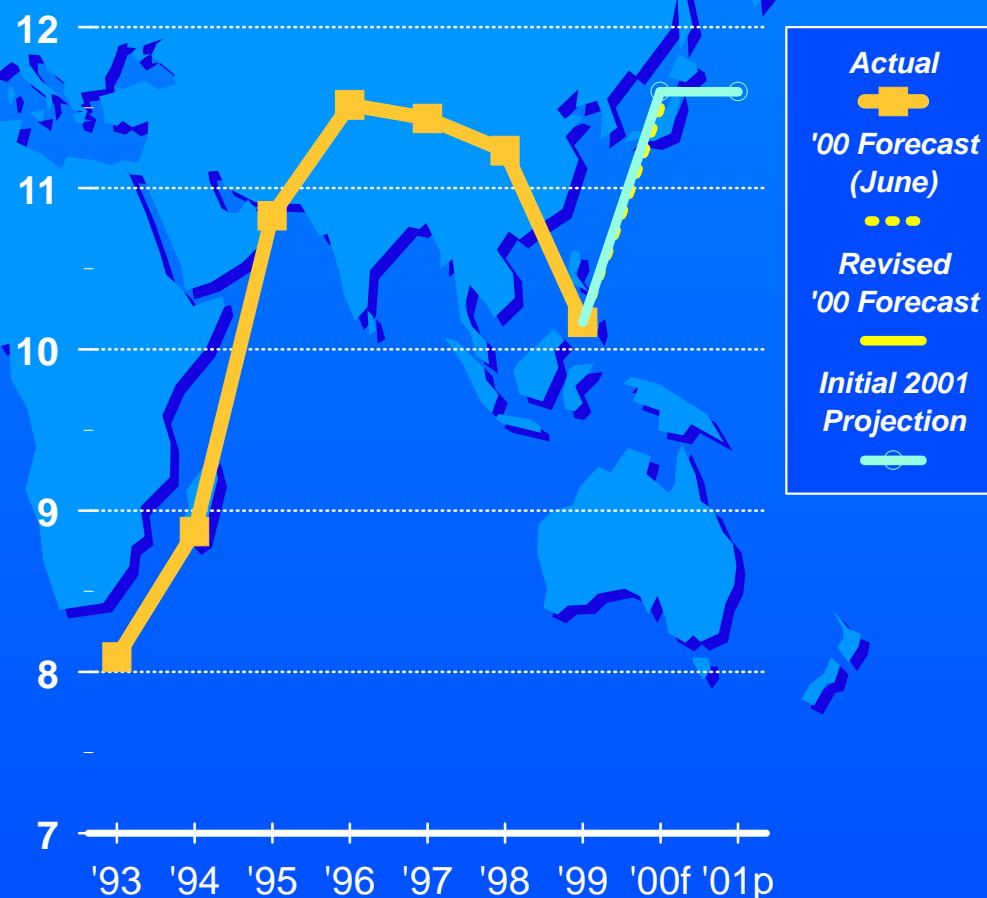 12
11
10
9
8
7
'93 '94 '95 '96 '97 '98 '99 '00f '01p
Actual
'00 Forecast
(June)
Revised
'00 Forecast
Initial 2001
Projection